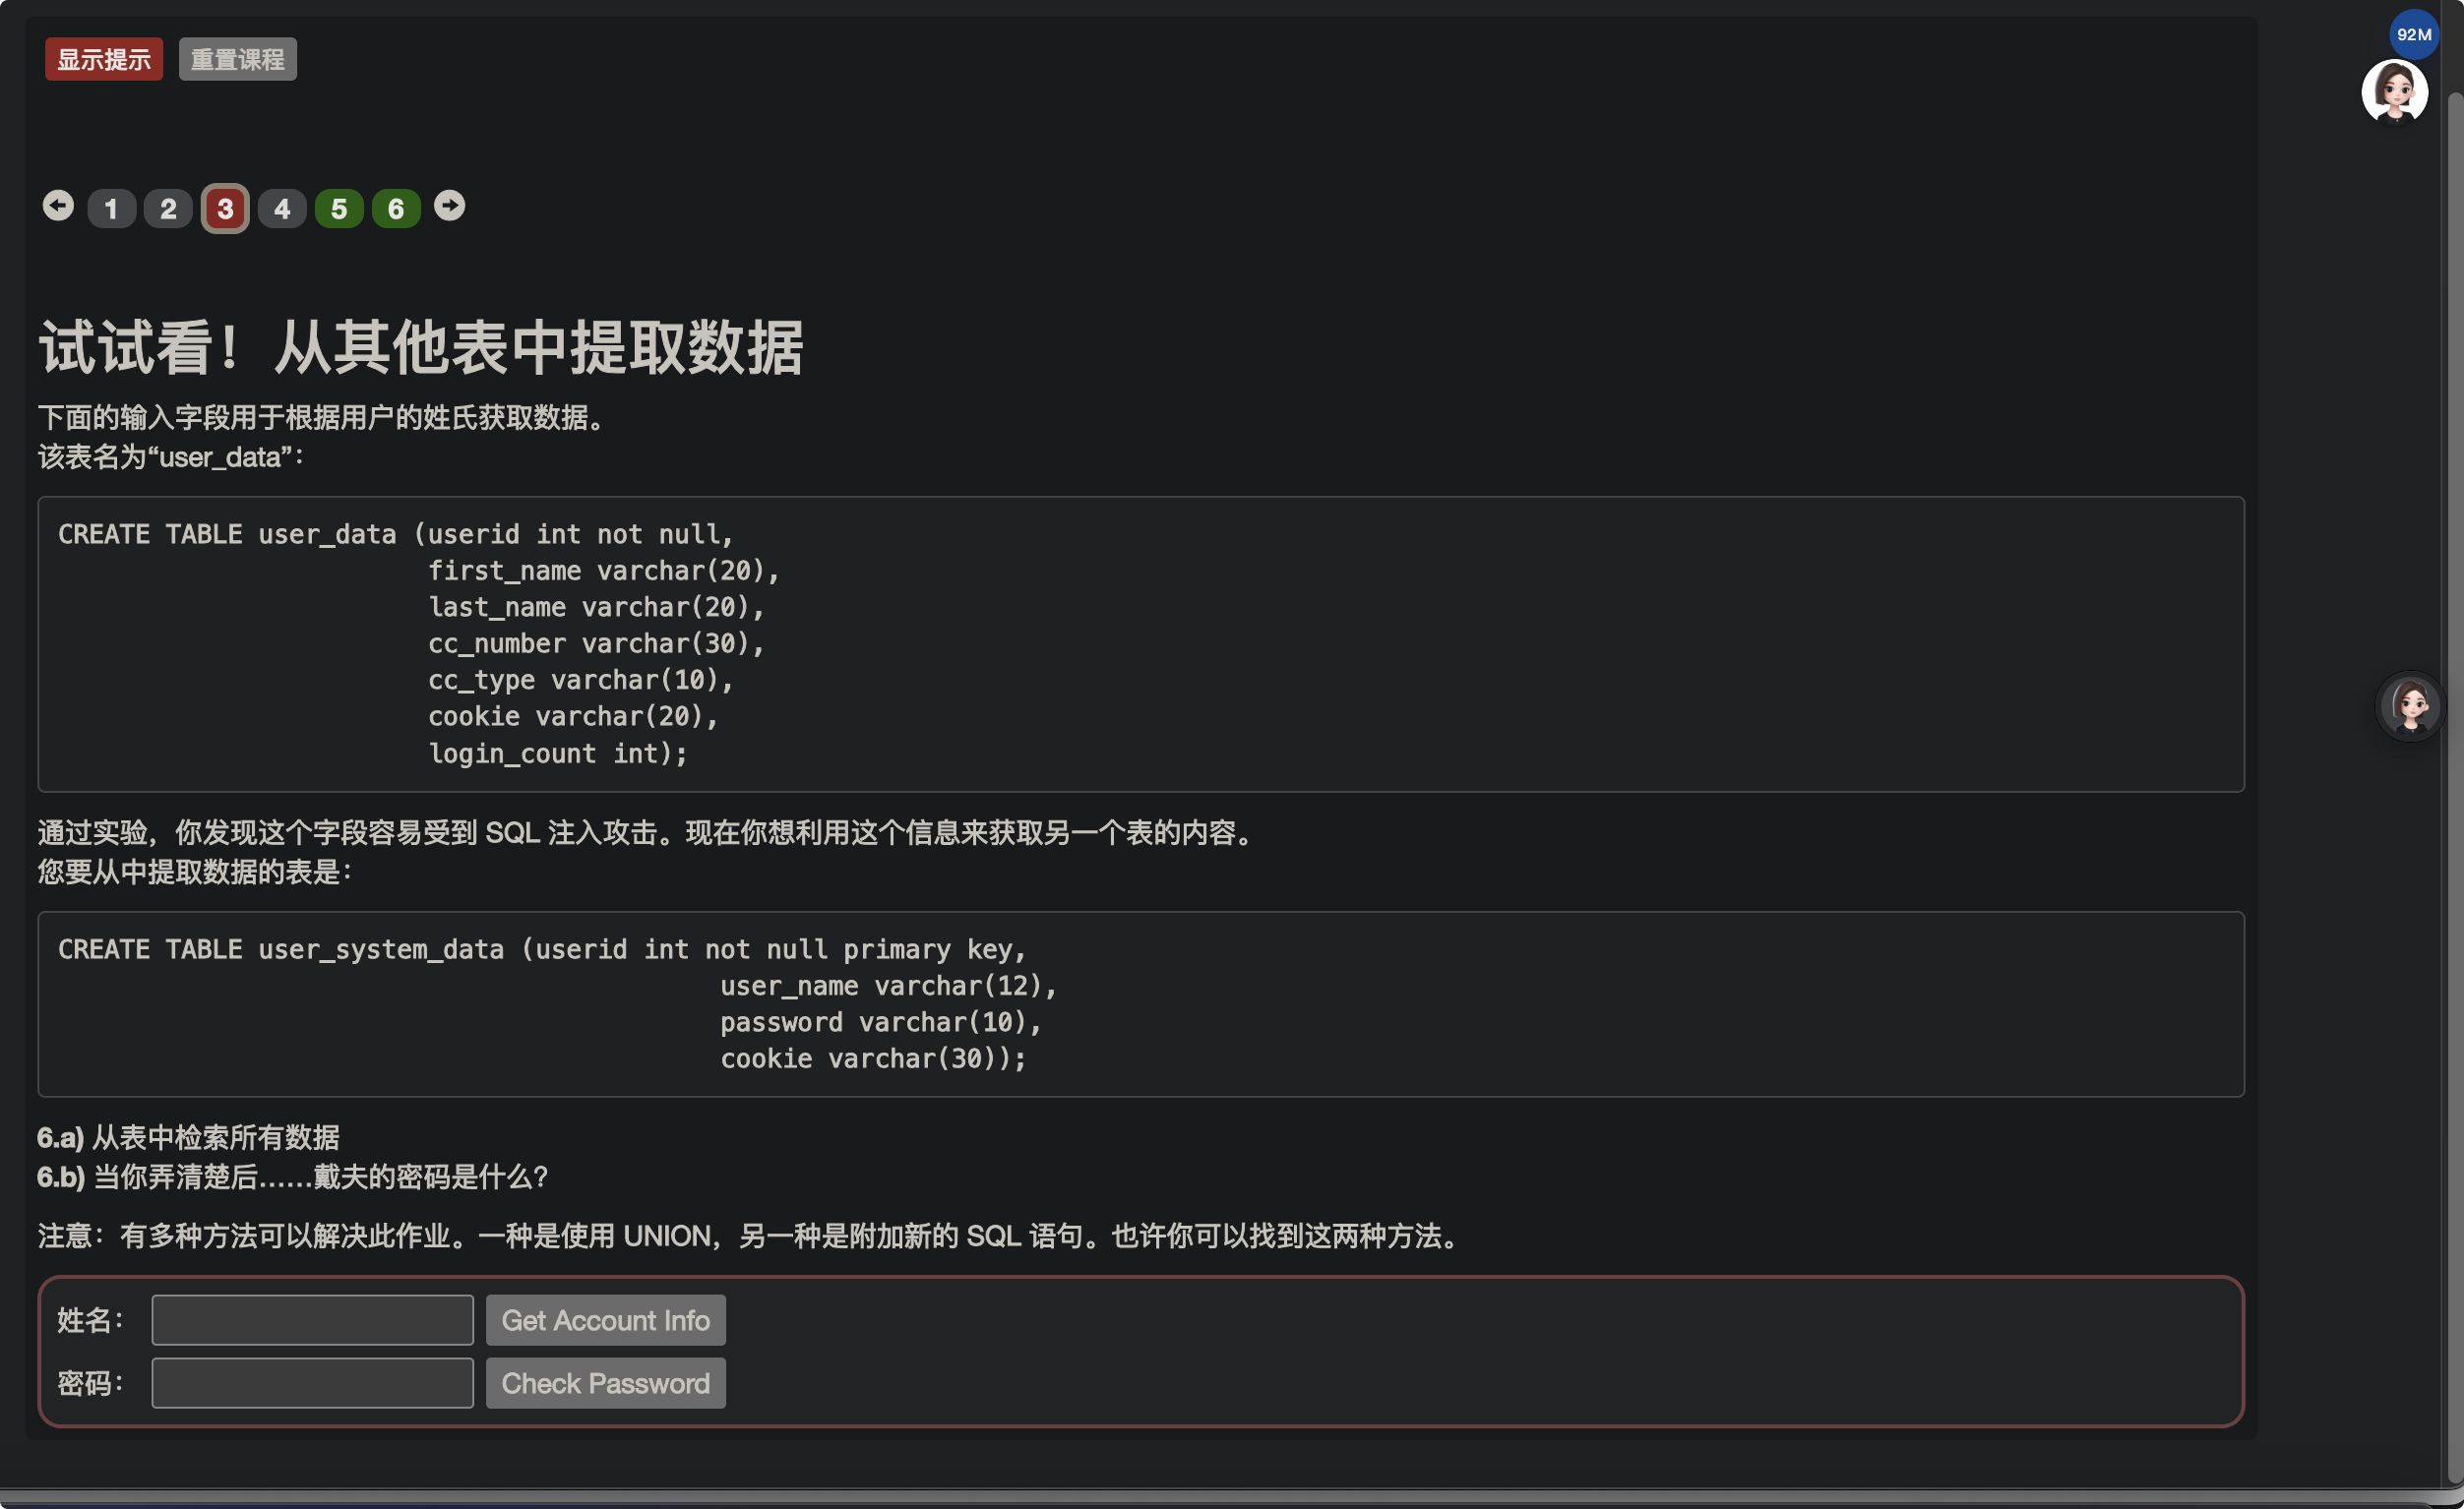 92M
显示提示 重置课程
1 2 3 4 5 6
试试看！从其他表中提取数据
下面的输入字段用于根据用户的姓氏获取数据。
该表名为“user_data”：
CREATE TABLE user_data (userid int not null,
first_name varchar(20),
last_name varchar(20),
cc_number varchar(30),
cc_type varchar(10),
cookie varchar(20),
login_count int);
通过实验，你发现这个字段容易受到 SQL 注入攻击。现在你想利用这个信息来获取另一个表的内容。
您要从中提取数据的表是：
CREATE TABLE user_system_data (userid int not null primary key,
user_name varchar(12),
password varchar(10),
cookie varchar(30));
6.a) 从表中检索所有数据
6.b) 当你弄清楚后……戴夫的密码是什么？
注意：有多种方法可以解决此作业。一种是使用 UNION，另一种是附加新的 SQL 语句。也许你可以找到这两种方法。
姓名： Get Account Info
密码： Check Password